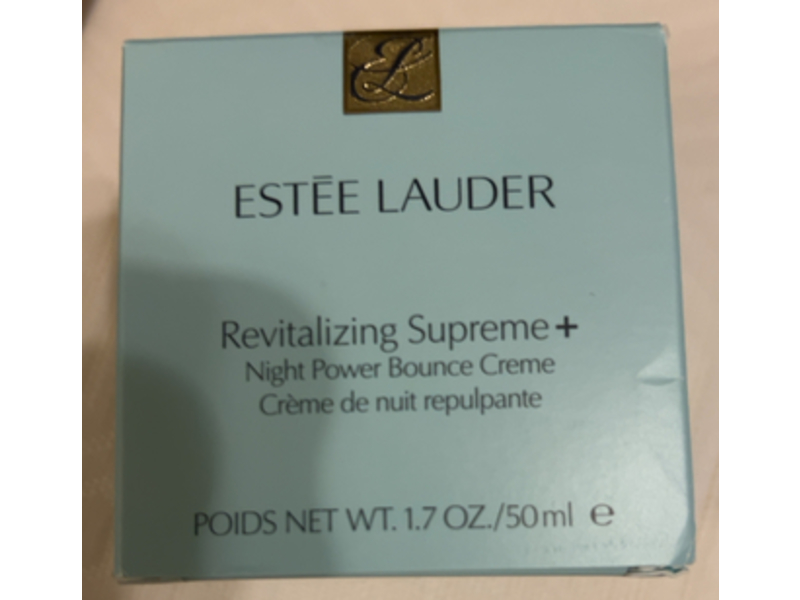 ESTĒE LAUDER
Revitalizing Supreme+
Night Power Bounce Creme
Crème de nuit repulpante
POIDS NET WT. 1.7 OZ./50ml e